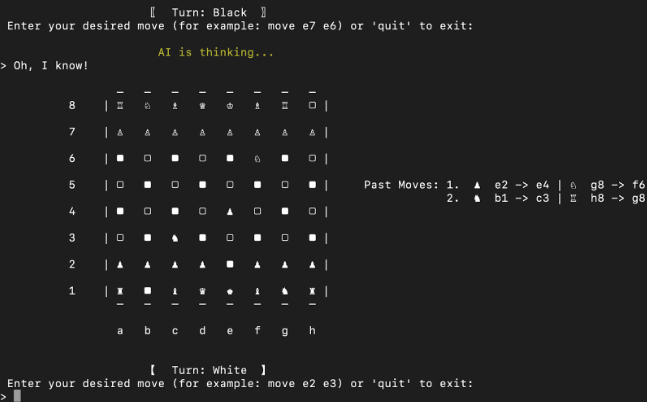 〖 Turn: Black 〗
Enter your desired move (for example: move e7 e6) or 'quit' to exit:
AI is thinking...
> Oh, I know!
8 | ♖ ♘ ♗ ♕ ♔ ♗ ♖ ▢ |
7 | ♙ ♙ ♙ ♙ ♙ ♙ ♙ ♙ |
6 | ■ ▢ ■ ▢ ■ ♘ ■ ▢ |
5 | ▢ ■ ▢ ■ ▢ ■ ▢ ■ | Past Moves: 1. ♟ e2 -> e4 | ♘ g8 -> f6
4 | ■ ▢ ■ ▢ ♟ ▢ ■ ▢ | 2. ♞ b1 -> c3 | ♖ h8 -> g8
3 | ▢ ■ ♞ ■ ▢ ■ ▢ ■ |
2 | ♟ ♟ ♟ ♟ ■ ♟ ♟ ♟ |
1 | ♜ ■ ♝ ♛ ♚ ♝ ♞ ♜ |
a b c d e f g h
【 Turn: White 】
Enter your desired move (for example: move e2 e3) or 'quit' to exit:
>